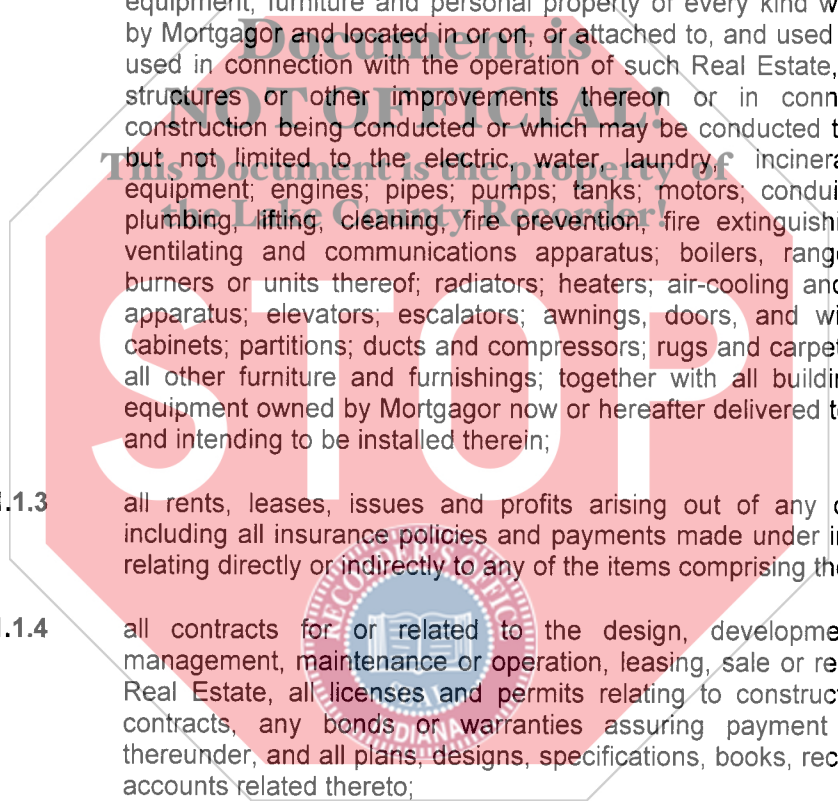 equipment, furniture and personal property of every kind
by Mortgagor and located in or on, or attached to, and used
used in connection with the operation of such Real Estate,
structures or other improvements thereon or in conn
construction being conducted or which may be conducted t
but not limited to the electric, water, laundry, incinera
equipment; engines; pipes; pumps; tanks; motors; condui
plumbing, lifting, cleaning, fire prevention, fire extinguishi
ventilating and communications apparatus; boilers, rang
burners or units thereof; radiators; heaters; air-cooling and
apparatus; elevators; escalators; awnings, doors, and wi
cabinets; partitions; ducts and compressors; rugs and carpet
all other furniture and furnishings; together with all buildin
equipment owned by Mortgagor now or hereafter delivered t
and intending to be installed therein;
.1.3 all rents, leases, issues and profits arising out of any
including all insurance policies and payments made under i
relating directly or indirectly to any of the items comprising the
.1.4 all contracts for or related to the design, developme
management, maintenance or operation, leasing, sale or re
Real Estate, all licenses and permits relating to construc
contracts, any bonds or warranties assuring payment
thereunder, and all plans, designs, specifications, books, rec
accounts related thereto;
Document is
NOT OFFICIAL!
This Document is the property of
the Lake County Recorder!
STOP
RECORDER'S OFFICE
INDIANA